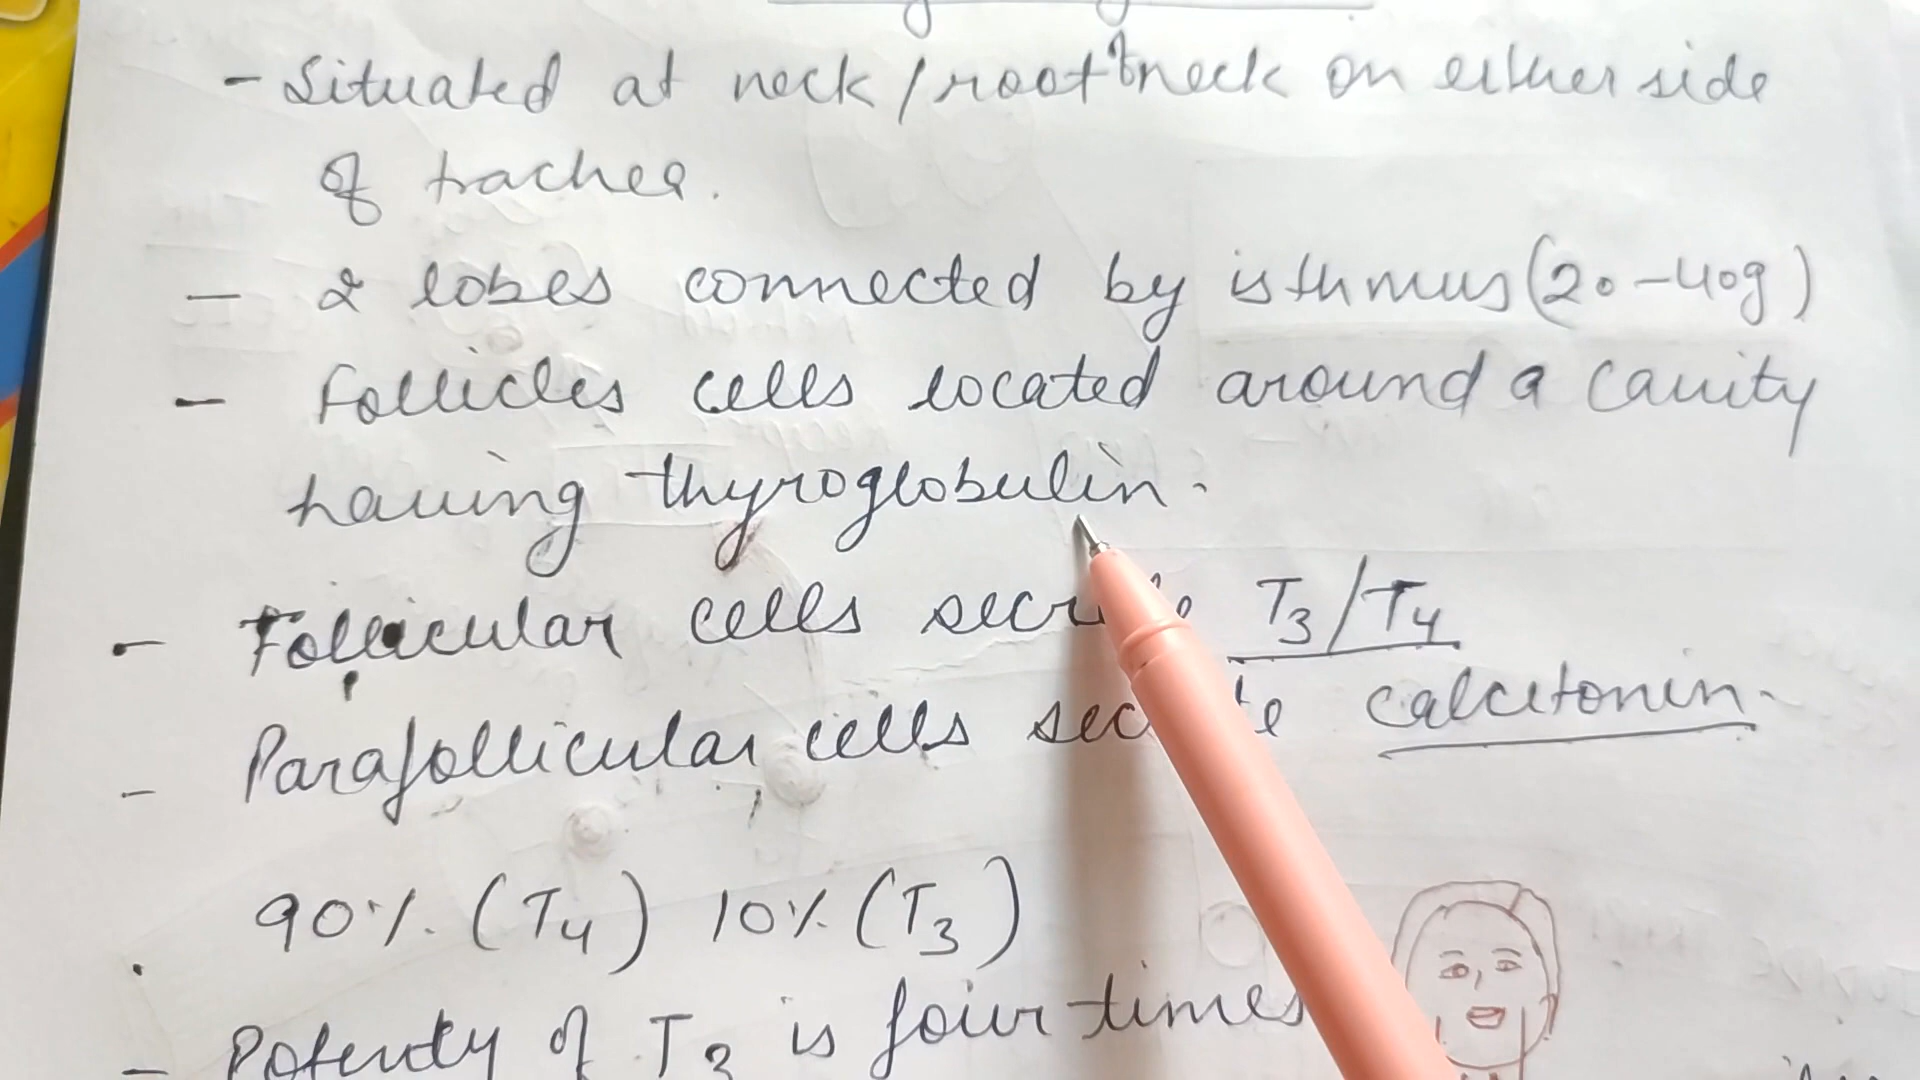 - Situated at neck / root of neck on either side
of trachea.
- 2 lobes connected by isthmus (20-40g)
- Follicles cells located around a cavity
having thyroglobulin.
- Follicular cells secrete T3/T4
- Parafollicular cells secrete calcitonin.
90% (T4) 10% (T3)
- Potenty of T3 is four times